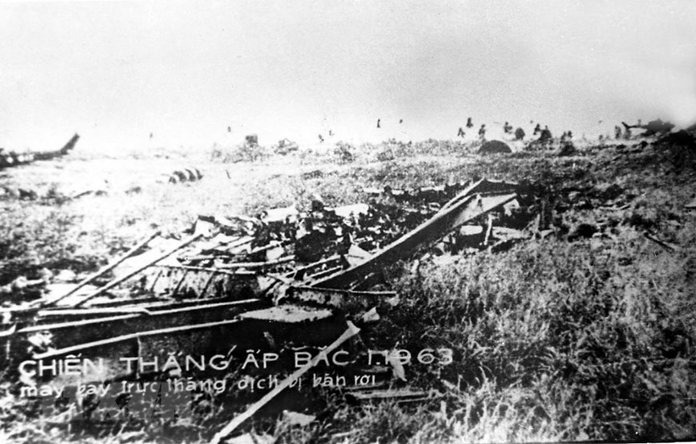 CHIẾN THẮNG ẤP BẮC 1.1963
máy bay trực thăng địch bị bắn rơi